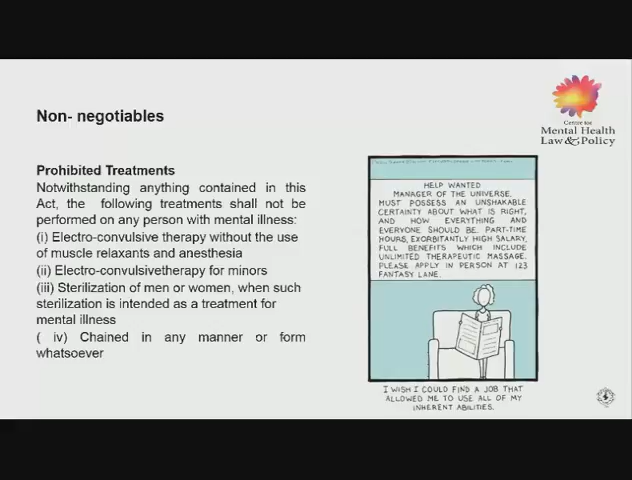 Non- negotiables
Centre for
Mental Health
Law & Policy
Prohibited Treatments
Notwithstanding anything contained in this
Act, the following treatments shall not be
performed on any person with mental illness:
(i) Electro-convulsive therapy without the use
of muscle relaxants and anesthesia
(ii) Electro-convulsivetherapy for minors
(iii) Sterilization of men or women, when such
sterilization is intended as a treatment for
mental illness
( iv) Chained in any manner or form
whatsoever
HELP WANTED
MANAGER OF THE UNIVERSE.
MUST POSSESS AN UNSHAKABLE
CERTAINTY ABOUT WHAT IS RIGHT,
AND HOW EVERYTHING AND
EVERYONE SHOULD BE. PART-TIME
HOURS, EXORBITANTLY HIGH SALARY,
FULL BENEFITS WHICH INCLUDE
UNLIMITED THERAPEUTIC MASSAGE.
PLEASE APPLY IN PERSON AT 123
FANTASY LANE.
I WISH I COULD FIND A JOB THAT
ALLOWED ME TO USE ALL OF MY
INHERENT ABILITIES.